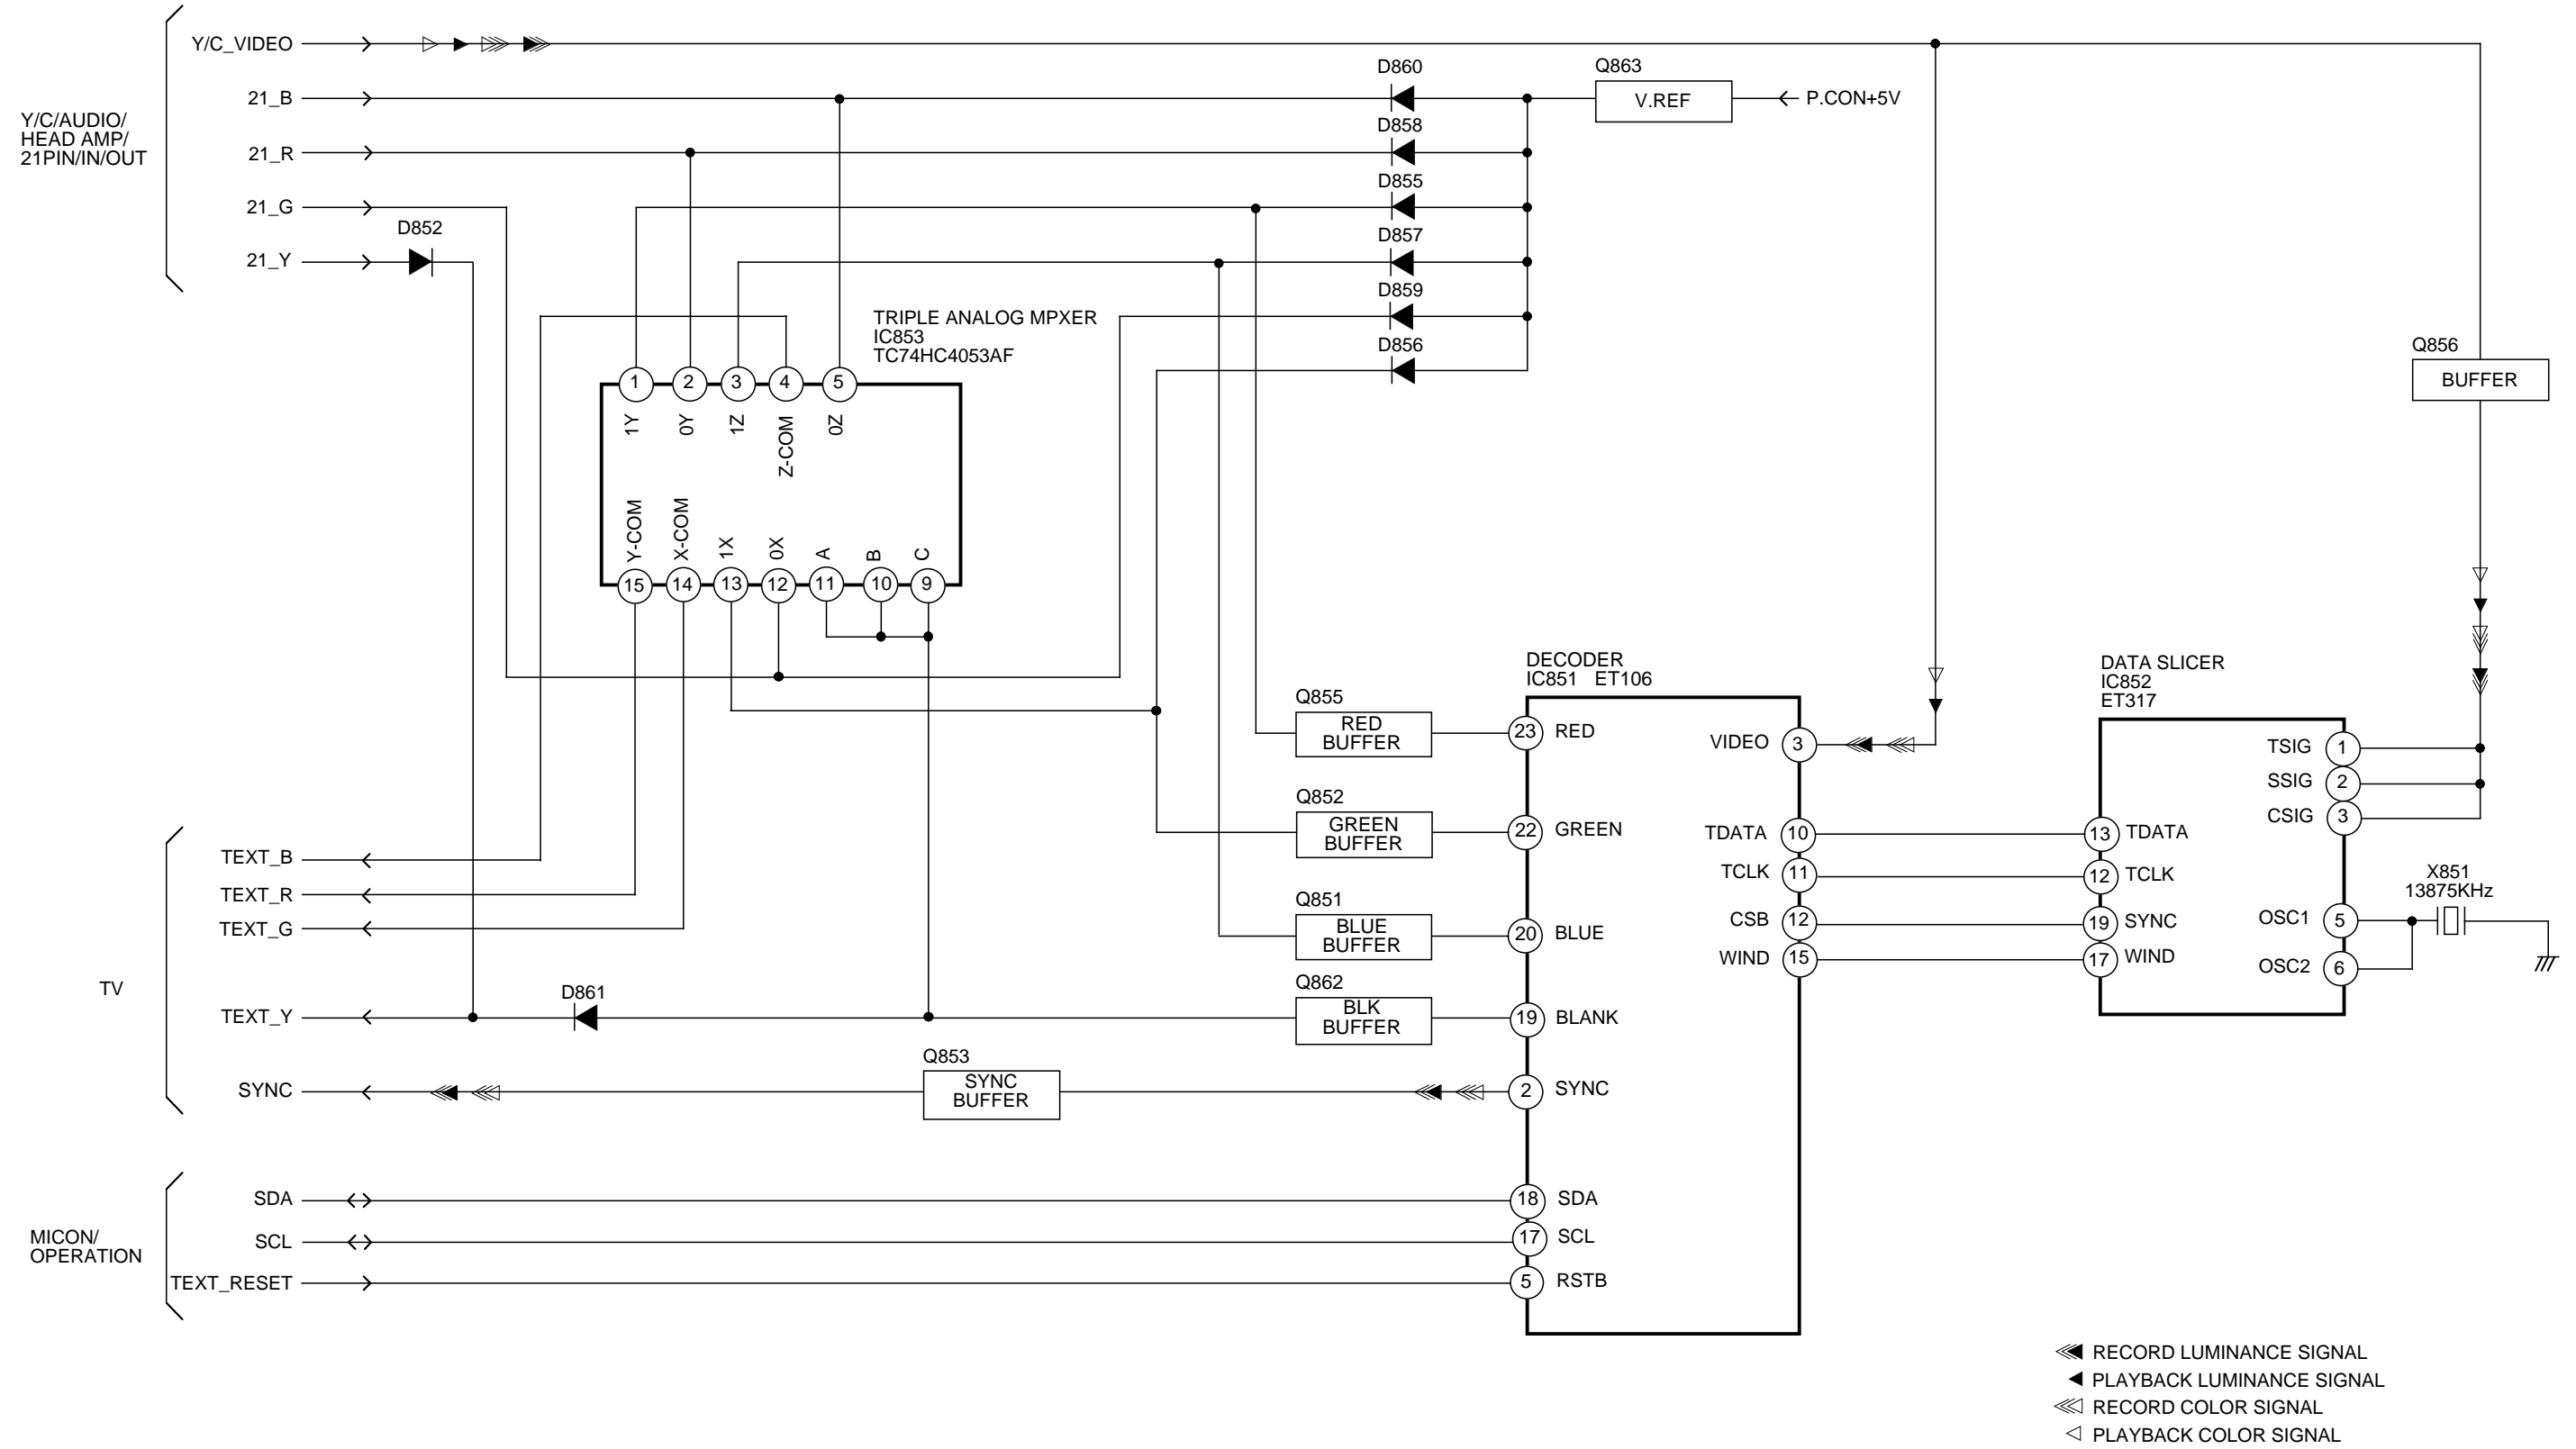 Y/C/AUDIO/
HEAD AMP/
21PIN/IN/OUT
Y/C_VIDEO
21_B
21_R
21_G
21_Y
D852
D860
D858
D855
D857
D859
D856
Q863
V.REF
P.CON+5V
TRIPLE ANALOG MPXER
IC853
TC74HC4053AF
1 2 3 4 5
1Y 0Y 1Z Z-COM 0Z
Y-COM X-COM 1X 0X A B C
15 14 13 12 11 10 9
Q856
BUFFER
DECODER
IC851 ET106
Q855
RED
BUFFER
23 RED
Q852
GREEN
BUFFER
22 GREEN
Q851
BLUE
BUFFER
20 BLUE
Q862
BLK
BUFFER
19 BLANK
2 SYNC
18 SDA
17 SCL
5 RSTB
VIDEO 3
TDATA 10
TCLK 11
CSB 12
WIND 15
DATA SLICER
IC852
ET317
13 TDATA
12 TCLK
19 SYNC
17 WIND
TSIG 1
SSIG 2
CSIG 3
OSC1 5
OSC2 6
X851
13875KHz
TV
TEXT_B
TEXT_R
TEXT_G
TEXT_Y
D861
SYNC
Q853
SYNC
BUFFER
MICON/
OPERATION
SDA
SCL
TEXT_RESET
RECORD LUMINANCE SIGNAL
PLAYBACK LUMINANCE SIGNAL
RECORD COLOR SIGNAL
PLAYBACK COLOR SIGNAL